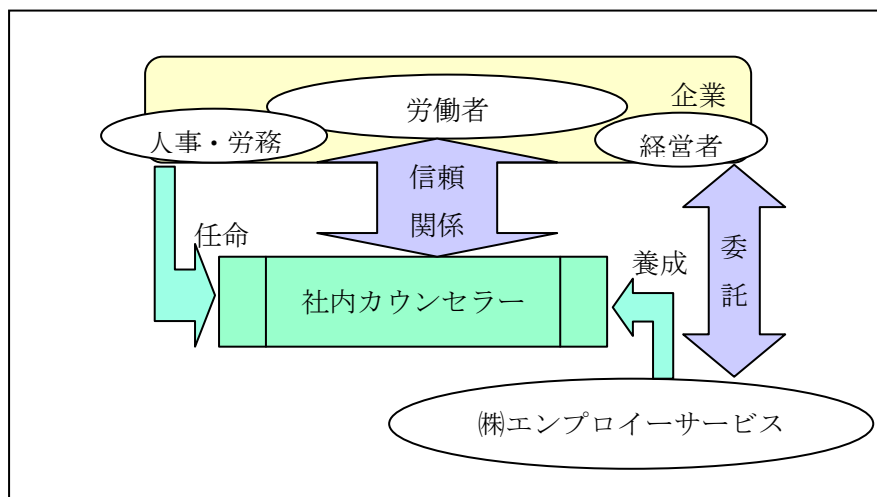 労働者
企業
人事・労務
経営者
信頼
関係
任命
委
託
養成
社内カウンセラー
㈱エンプロイーサービス